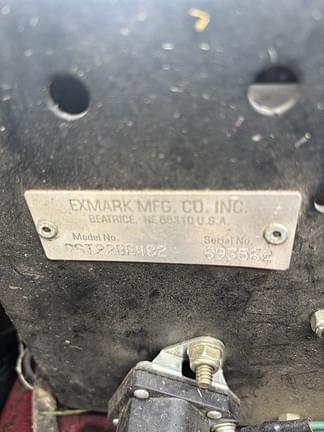 EXMARK MFG. CO. INC.
BEATRICE, NE 68310 U.S.A.
Model No. Serial No.